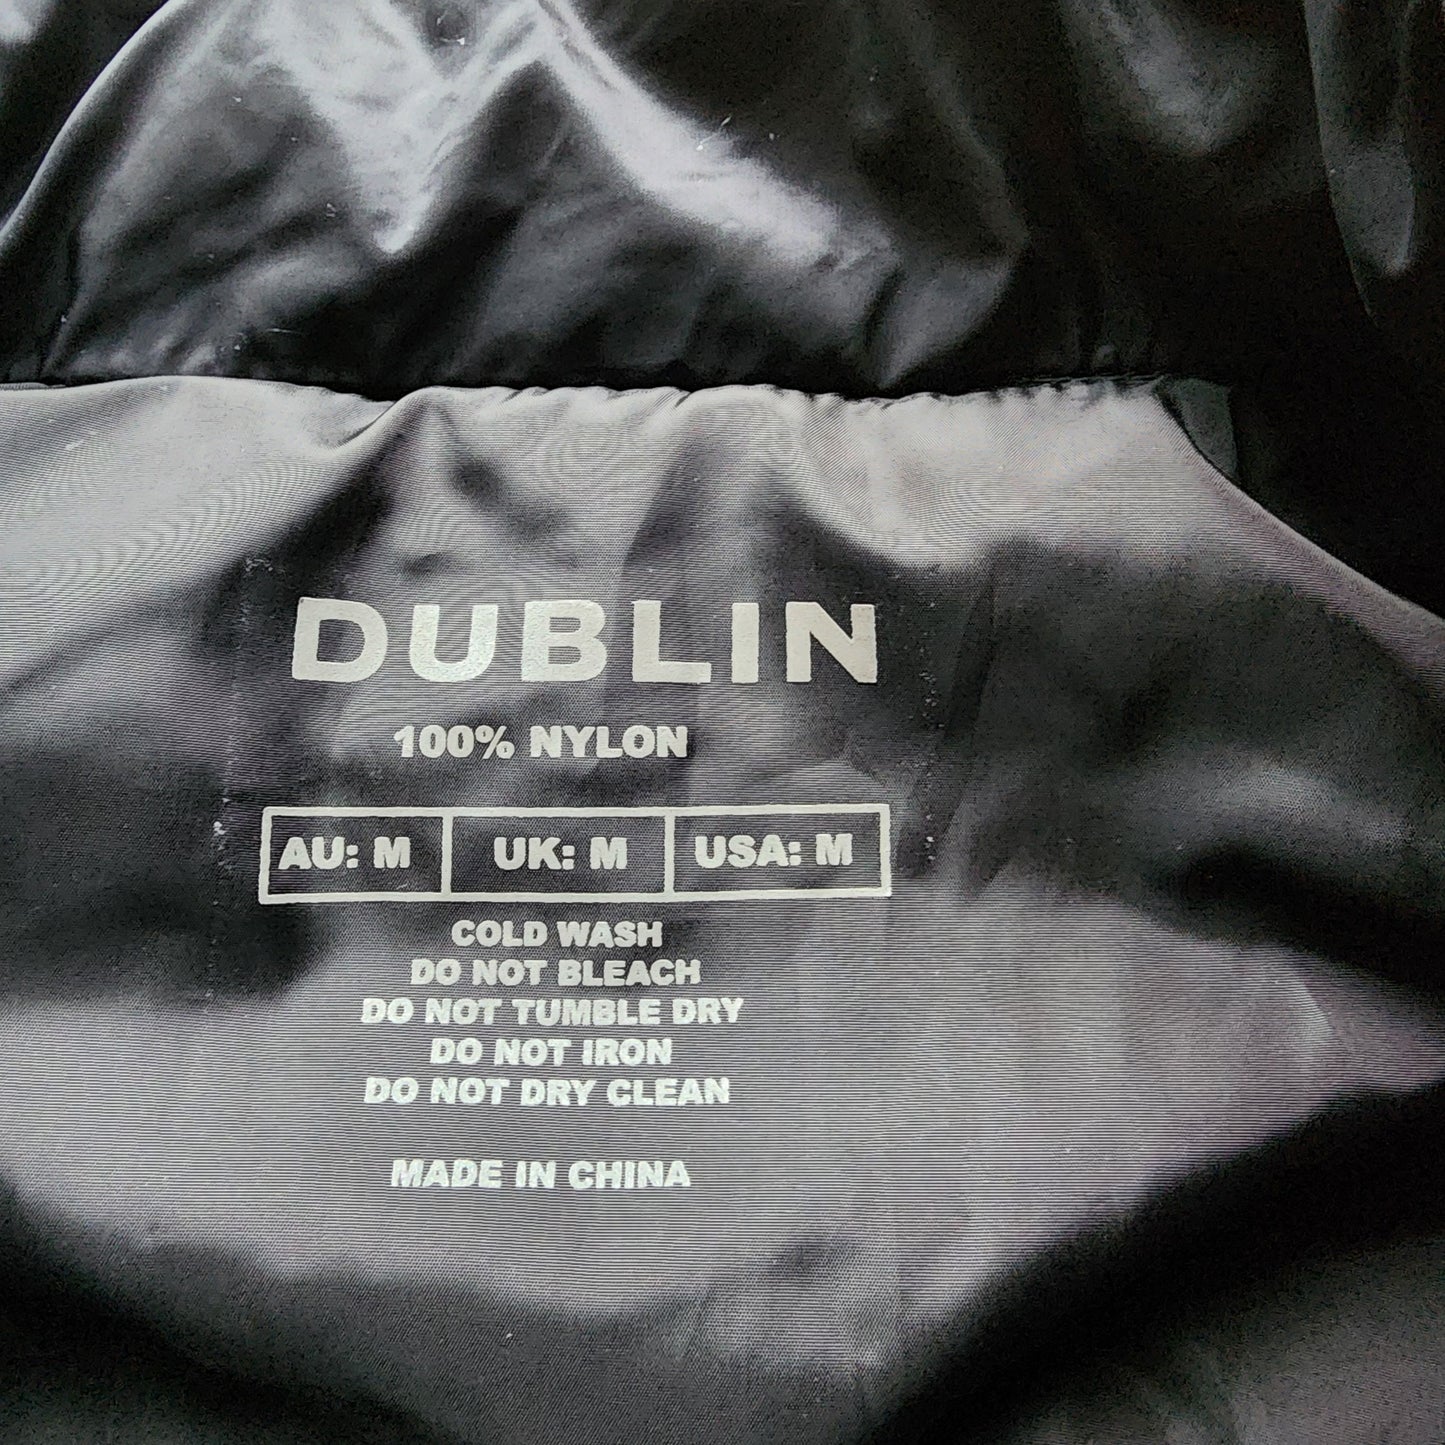 DUBLIN
100% NYLON
AU: M UK: M USA: M
COLD WASH
DO NOT BLEACH
DO NOT TUMBLE DRY
DO NOT IRON
DO NOT DRY CLEAN
MADE IN CHINA